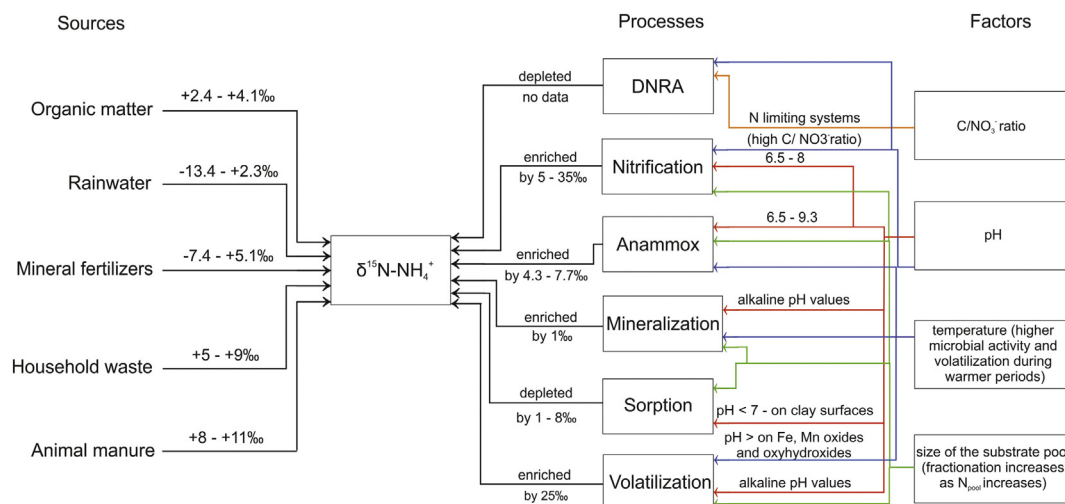 Sources
Processes
Factors
Organic matter
+2.4 - +4.1‰
Rainwater
-13.4 - +2.3‰
Mineral fertilizers
-7.4 - +5.1‰
Household waste
+5 - +9‰
Animal manure
+8 - +11‰
δ¹⁵N-NH₄⁺
depleted
no data
enriched
by 5 - 35‰
enriched
by 4.3 - 7.7‰
enriched
by 1‰
depleted
by 1 - 8‰
enriched
by 25‰
DNRA
Nitrification
Anammox
Mineralization
Sorption
Volatilization
N limiting systems
(high C/ NO3⁻ratio)
6.5 - 8
6.5 - 9.3
alkaline pH values
pH < 7 - on clay surfaces
pH > on Fe, Mn oxides
and oxyhydroxides
alkaline pH values
C/NO₃⁻ ratio
pH
temperature (higher
microbial activity and
volatilization during
warmer periods)
size of the substrate pool
(fractionation increases
as Nₚₒₒₗ increases)